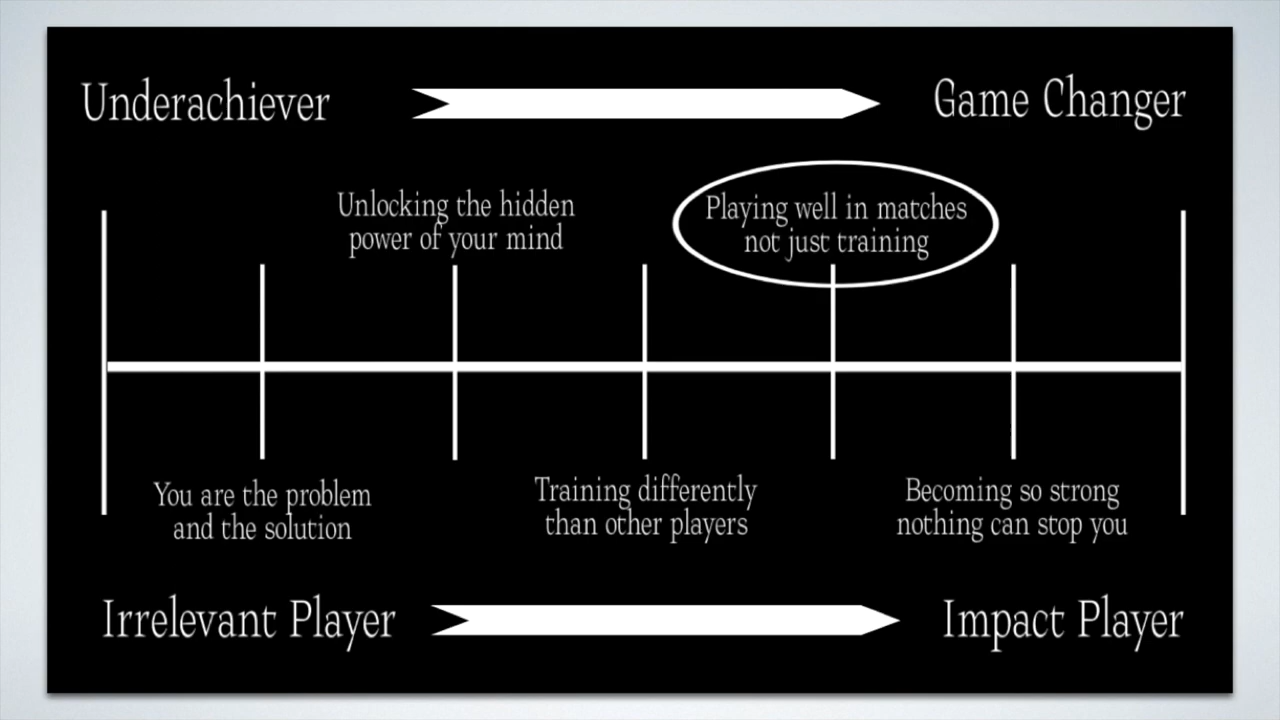 Underachiever
Game Changer
Unlocking the hidden
power of your mind
Playing well in matches
not just training
You are the problem
and the solution
Training differently
than other players
Becoming so strong
nothing can stop you
Irrelevant Player
Impact Player